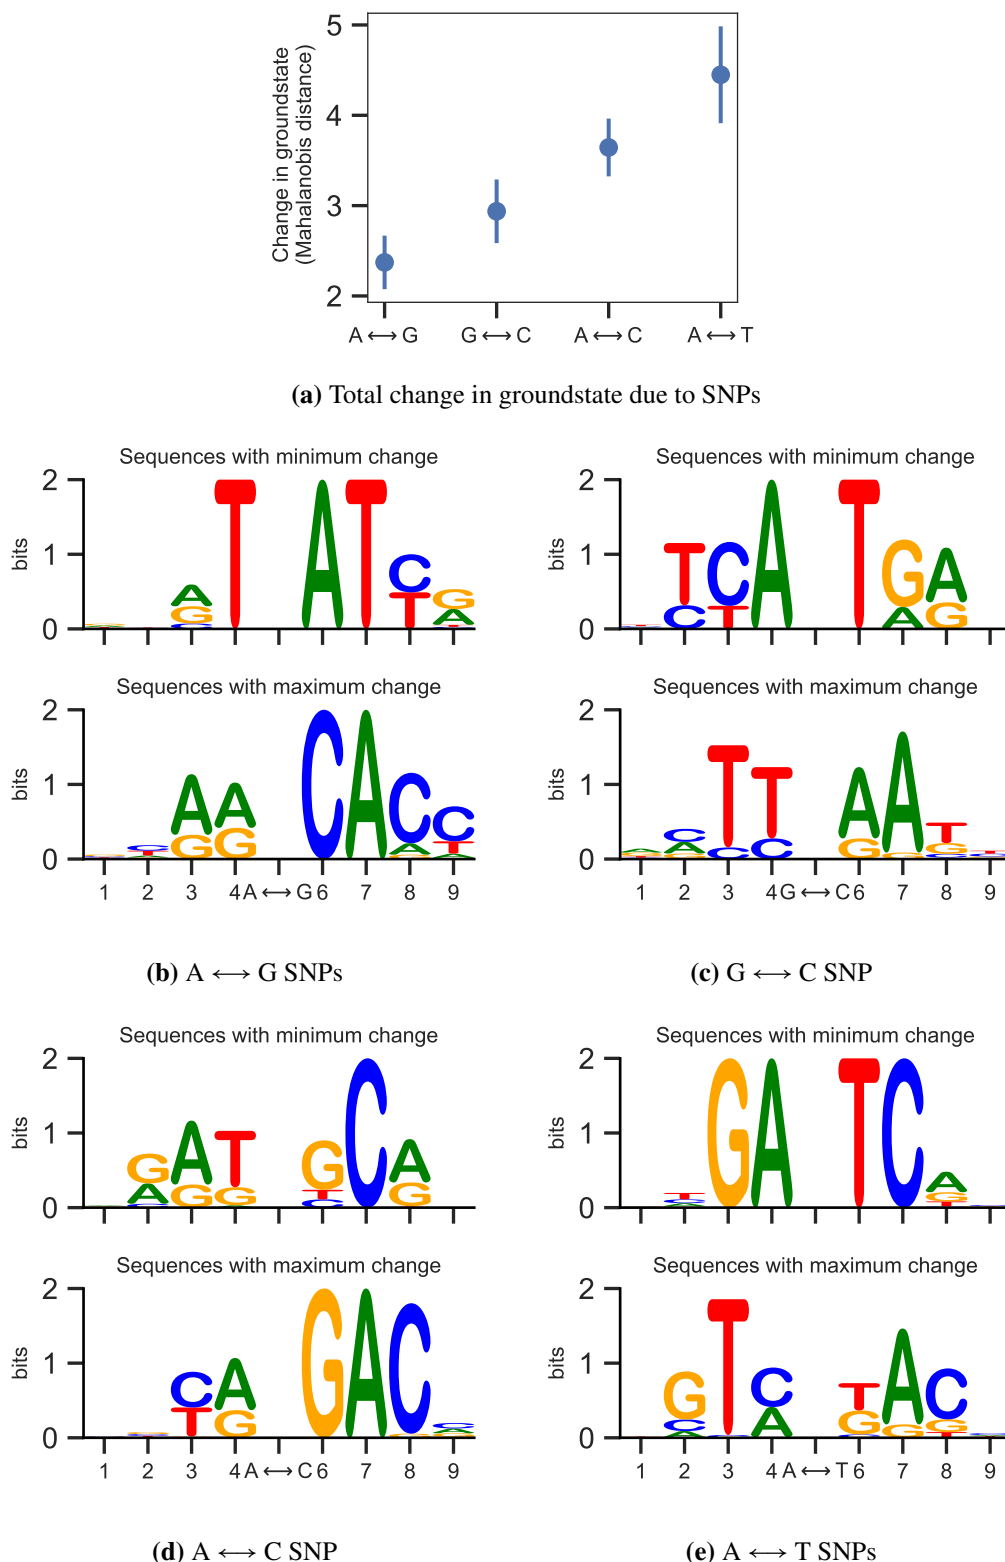 5
4
3
2
Change in groundstate
(Mahalanobis distance)
A ⟷ G G ⟷ C A ⟷ C A ⟷ T
(a) Total change in groundstate due to SNPs
Sequences with minimum change
2
1
0
bits
A G C T A T C T G A
Sequences with maximum change
2
1
0
bits
C T A G A G C A C A C T A
1 2 3 4 A ⟷ G 6 7 8 9
(b) A ⟷ G SNPs
Sequences with minimum change
2
1
0
bits
T C C T A T G A A G
Sequences with maximum change
2
1
0
bits
C A T C T C A G A T G
1 2 3 4 G ⟷ C 6 7 8 9
(c) G ⟷ C SNP
Sequences with minimum change
2
1
0
bits
G A A G T G G T C C A G
Sequences with maximum change
2
1
0
bits
C T A G G A C
1 2 3 4 A ⟷ C 6 7 8 9
(d) A ⟷ C SNP
Sequences with minimum change
2
1
0
bits
G A T C A G T
Sequences with maximum change
2
1
0
bits
G C A T C A T G A G C G T
1 2 3 4 A ⟷ T 6 7 8 9
(e) A ⟷ T SNPs